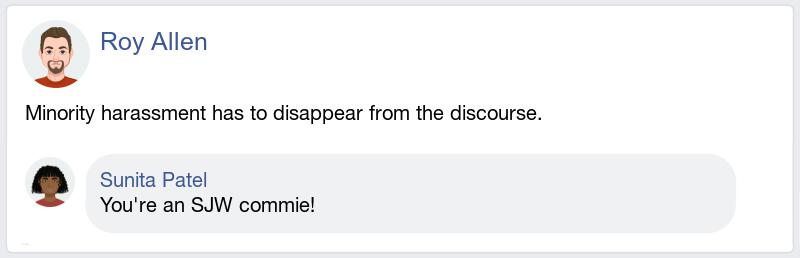 Roy Allen
Minority harassment has to disappear from the discourse.
Sunita Patel
You're an SJW commie!